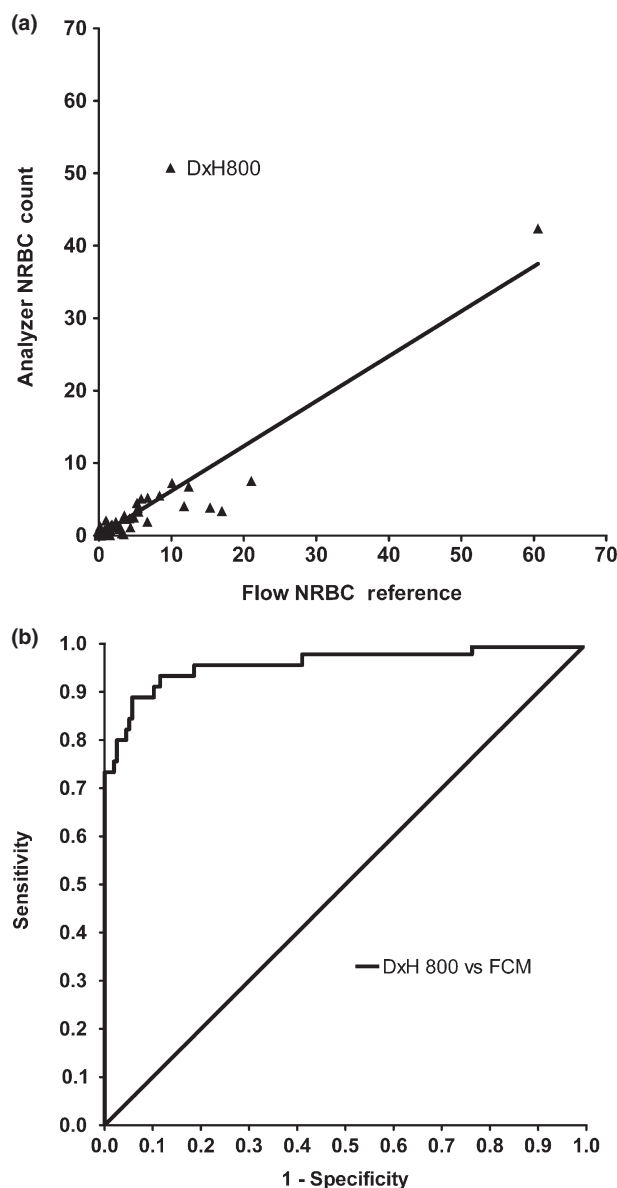 (a)
70
60
50
40
30
20
10
0
Analyzer NRBC count
DxH800
0 10 20 30 40 50 60 70
Flow NRBC reference
(b)
1.0
0.9
0.8
0.7
0.6
0.5
0.4
0.3
0.2
0.1
0.0
Sensitivity
DxH 800 vs FCM
0.0 0.1 0.2 0.3 0.4 0.5 0.6 0.7 0.8 0.9 1.0
1 - Specificity